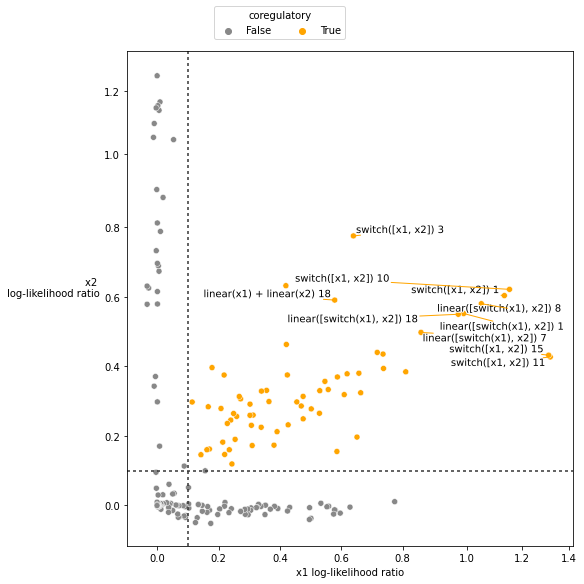 coregulatory
False True
1.2
1.0
0.8
0.6
0.4
0.2
0.0
x2
log-likelihood ratio
switch([x1, x2]) 3
switch([x1, x2]) 10
switch([x1, x2]) 1
linear(x1) + linear(x2) 18
linear([switch(x1), x2]) 8
linear([switch(x1), x2]) 18
linear([switch(x1), x2]) 1
linear([switch(x1), x2]) 7
switch([x1, x2]) 15
switch([x1, x2]) 11
0.0 0.2 0.4 0.6 0.8 1.0 1.2 1.4
x1 log-likelihood ratio